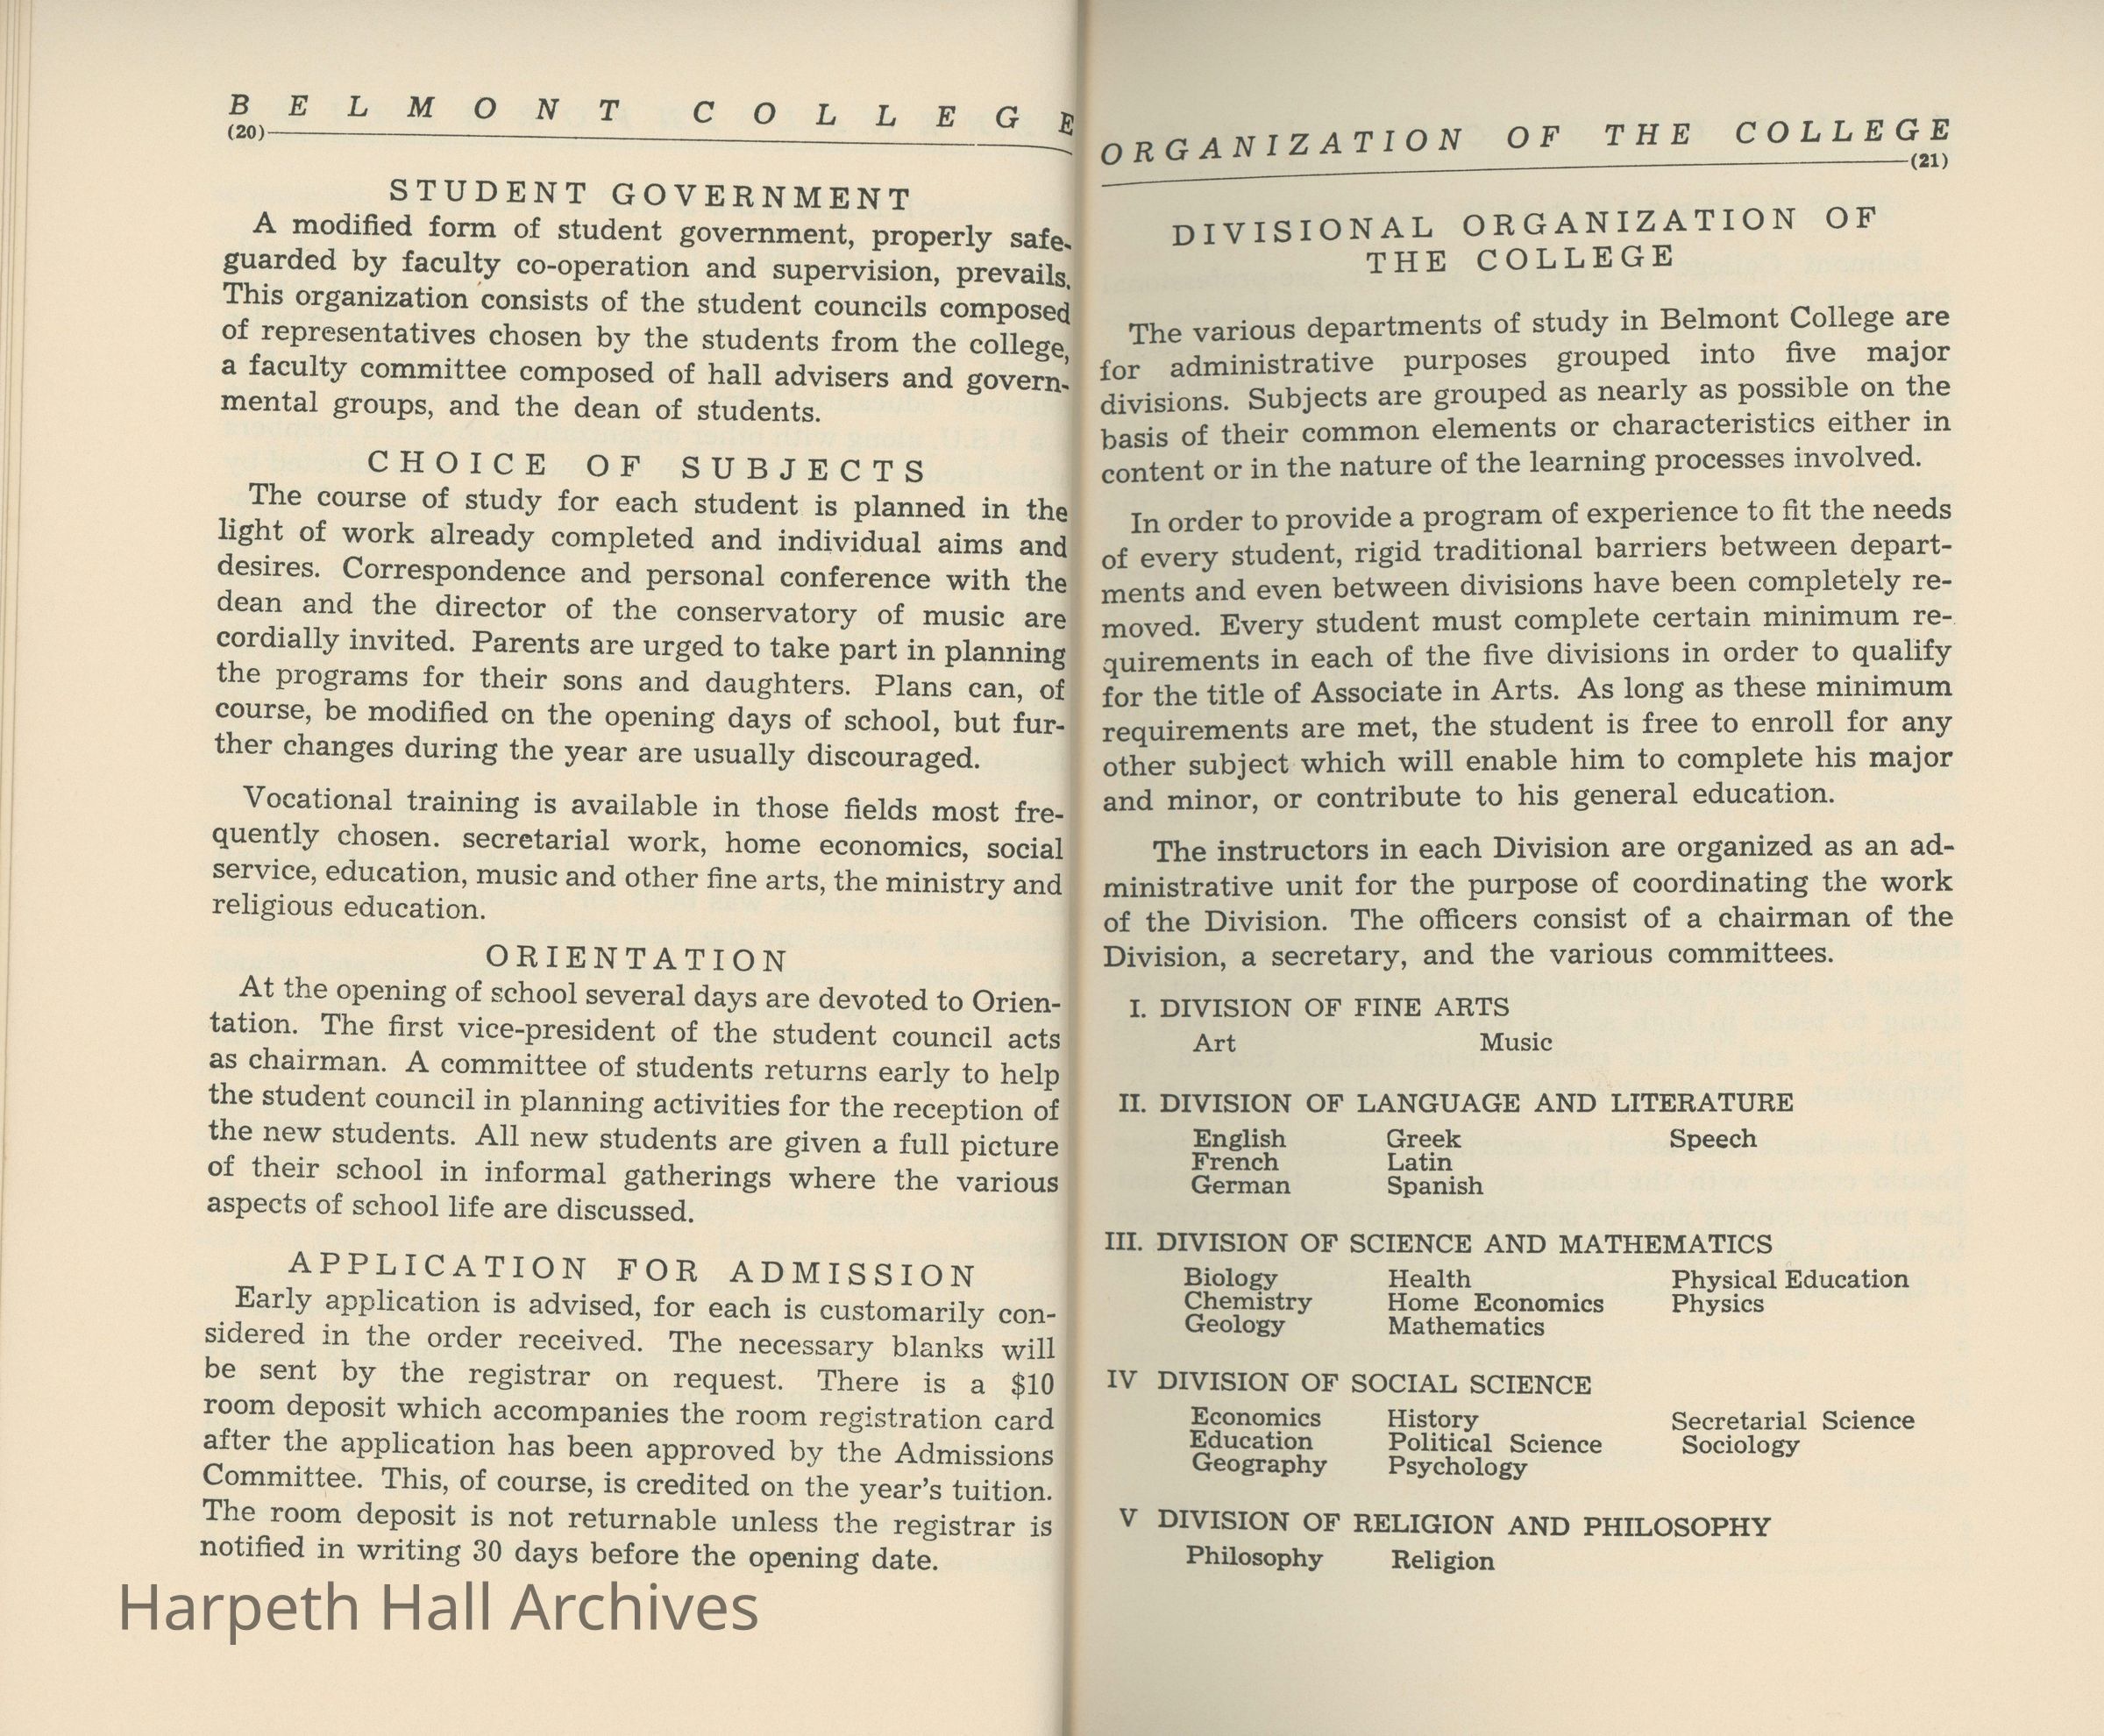 BELMONT COLLEGE
(20)
STUDENT GOVERNMENT
A modified form of student government, properly safe-
guarded by faculty co-operation and supervision, prevails.
This organization consists of the student councils composed
of representatives chosen by the students from the college,
a faculty committee composed of hall advisers and govern-
mental groups, and the dean of students.
CHOICE OF SUBJECTS
The course of study for each student is planned in the
light of work already completed and individual aims and
desires. Correspondence and personal conference with the
dean and the director of the conservatory of music are
cordially invited. Parents are urged to take part in planning
the programs for their sons and daughters. Plans can, of
course, be modified on the opening days of school, but fur-
ther changes during the year are usually discouraged.
Vocational training is available in those fields most fre-
quently chosen. secretarial work, home economics, social
service, education, music and other fine arts, the ministry and
religious education.
ORIENTATION
At the opening of school several days are devoted to Orien-
tation. The first vice-president of the student council acts
as chairman. A committee of students returns early to help
the student council in planning activities for the reception of
the new students. All new students are given a full picture
of their school in informal gatherings where the various
aspects of school life are discussed.
APPLICATION FOR ADMISSION
Early application is advised, for each is customarily con-
sidered in the order received. The necessary blanks will
be sent by the registrar on request. There is a $10
room deposit which accompanies the room registration card
after the application has been approved by the Admissions
Committee. This, of course, is credited on the year's tuition.
The room deposit is not returnable unless the registrar is
notified in writing 30 days before the opening date.
Harpeth Hall Archives
ORGANIZATION OF THE COLLEGE
(21)
DIVISIONAL ORGANIZATION OF
THE COLLEGE
The various departments of study in Belmont College are
for administrative purposes grouped into five major
divisions. Subjects are grouped as nearly as possible on the
basis of their common elements or characteristics either in
content or in the nature of the learning processes involved.
In order to provide a program of experience to fit the needs
of every student, rigid traditional barriers between depart-
ments and even between divisions have been completely re-
moved. Every student must complete certain minimum re-
quirements in each of the five divisions in order to qualify
for the title of Associate in Arts. As long as these minimum
requirements are met, the student is free to enroll for any
other subject which will enable him to complete his major
and minor, or contribute to his general education.
The instructors in each Division are organized as an ad-
ministrative unit for the purpose of coordinating the work
of the Division. The officers consist of a chairman of the
Division, a secretary, and the various committees.
I. DIVISION OF FINE ARTS
Art Music
II. DIVISION OF LANGUAGE AND LITERATURE
English Greek Speech
French Latin
German Spanish
III. DIVISION OF SCIENCE AND MATHEMATICS
Biology Health Physical Education
Chemistry Home Economics Physics
Geology Mathematics
IV DIVISION OF SOCIAL SCIENCE
Economics History Secretarial Science
Education Political Science Sociology
Geography Psychology
V DIVISION OF RELIGION AND PHILOSOPHY
Philosophy Religion